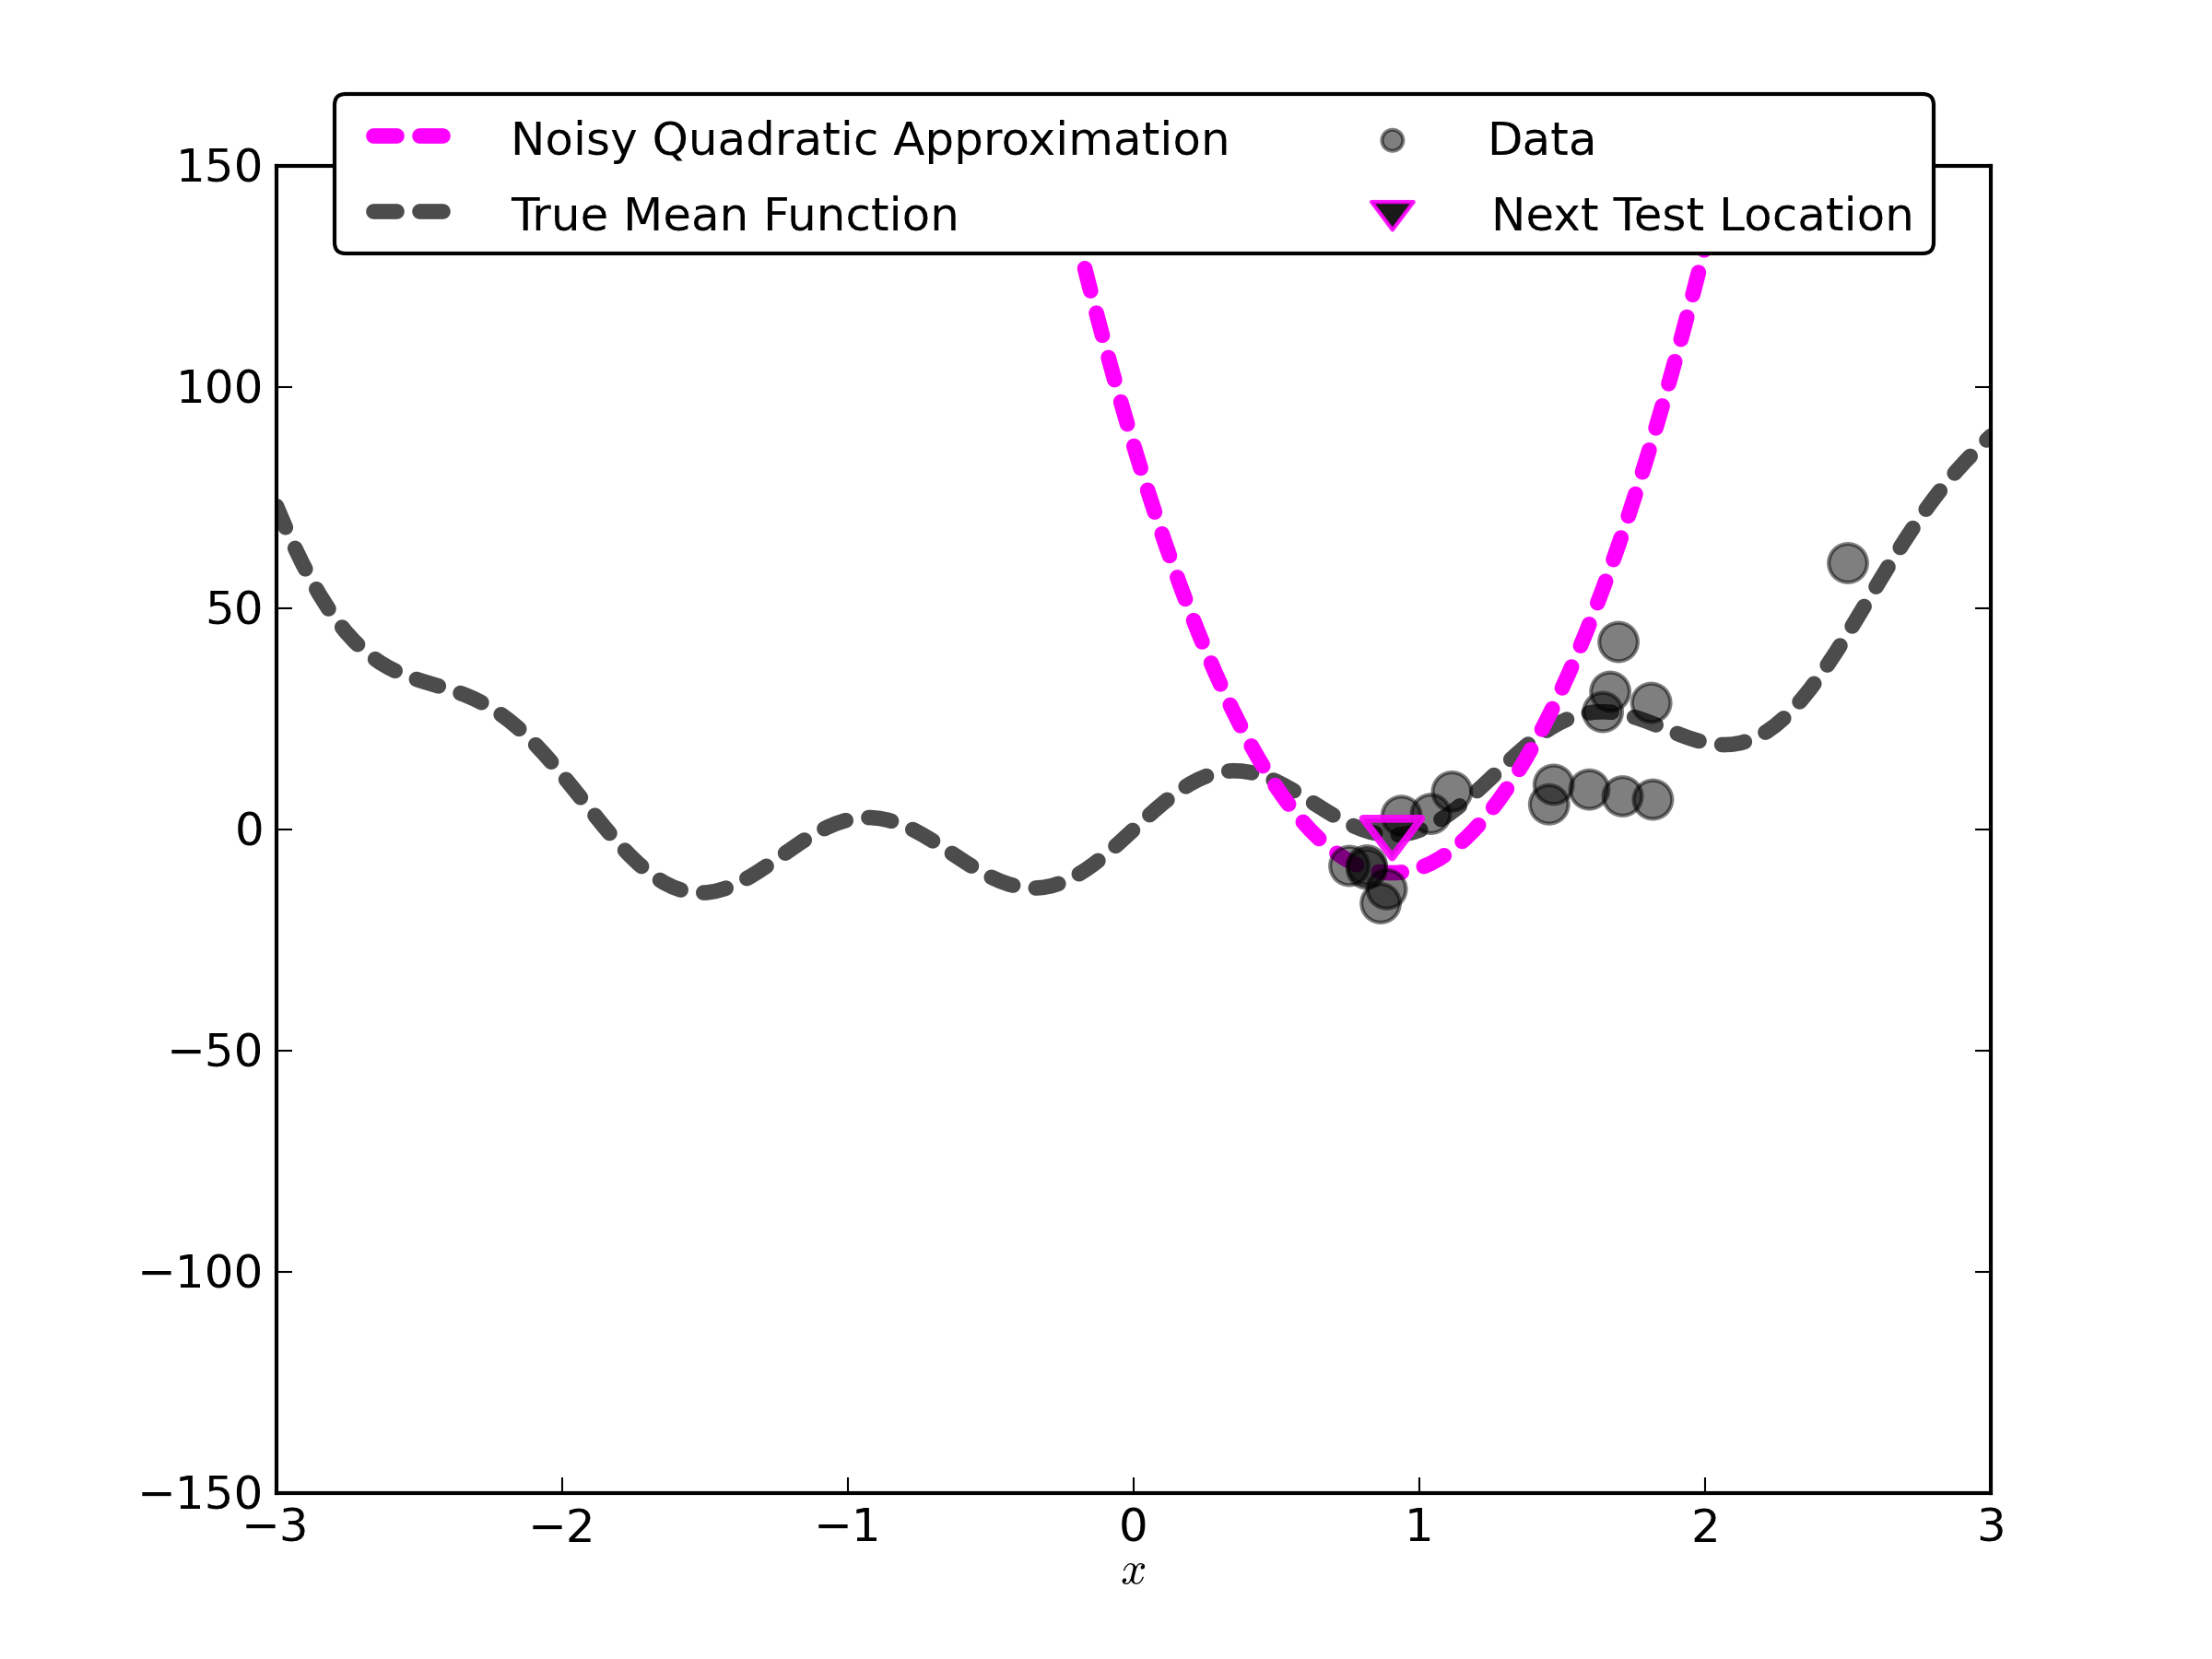 Noisy Quadratic Approximation
True Mean Function
Data
Next Test Location
150
100
50
0
−50
−100
−150
−3
−2
−1
0
1
2
3
x